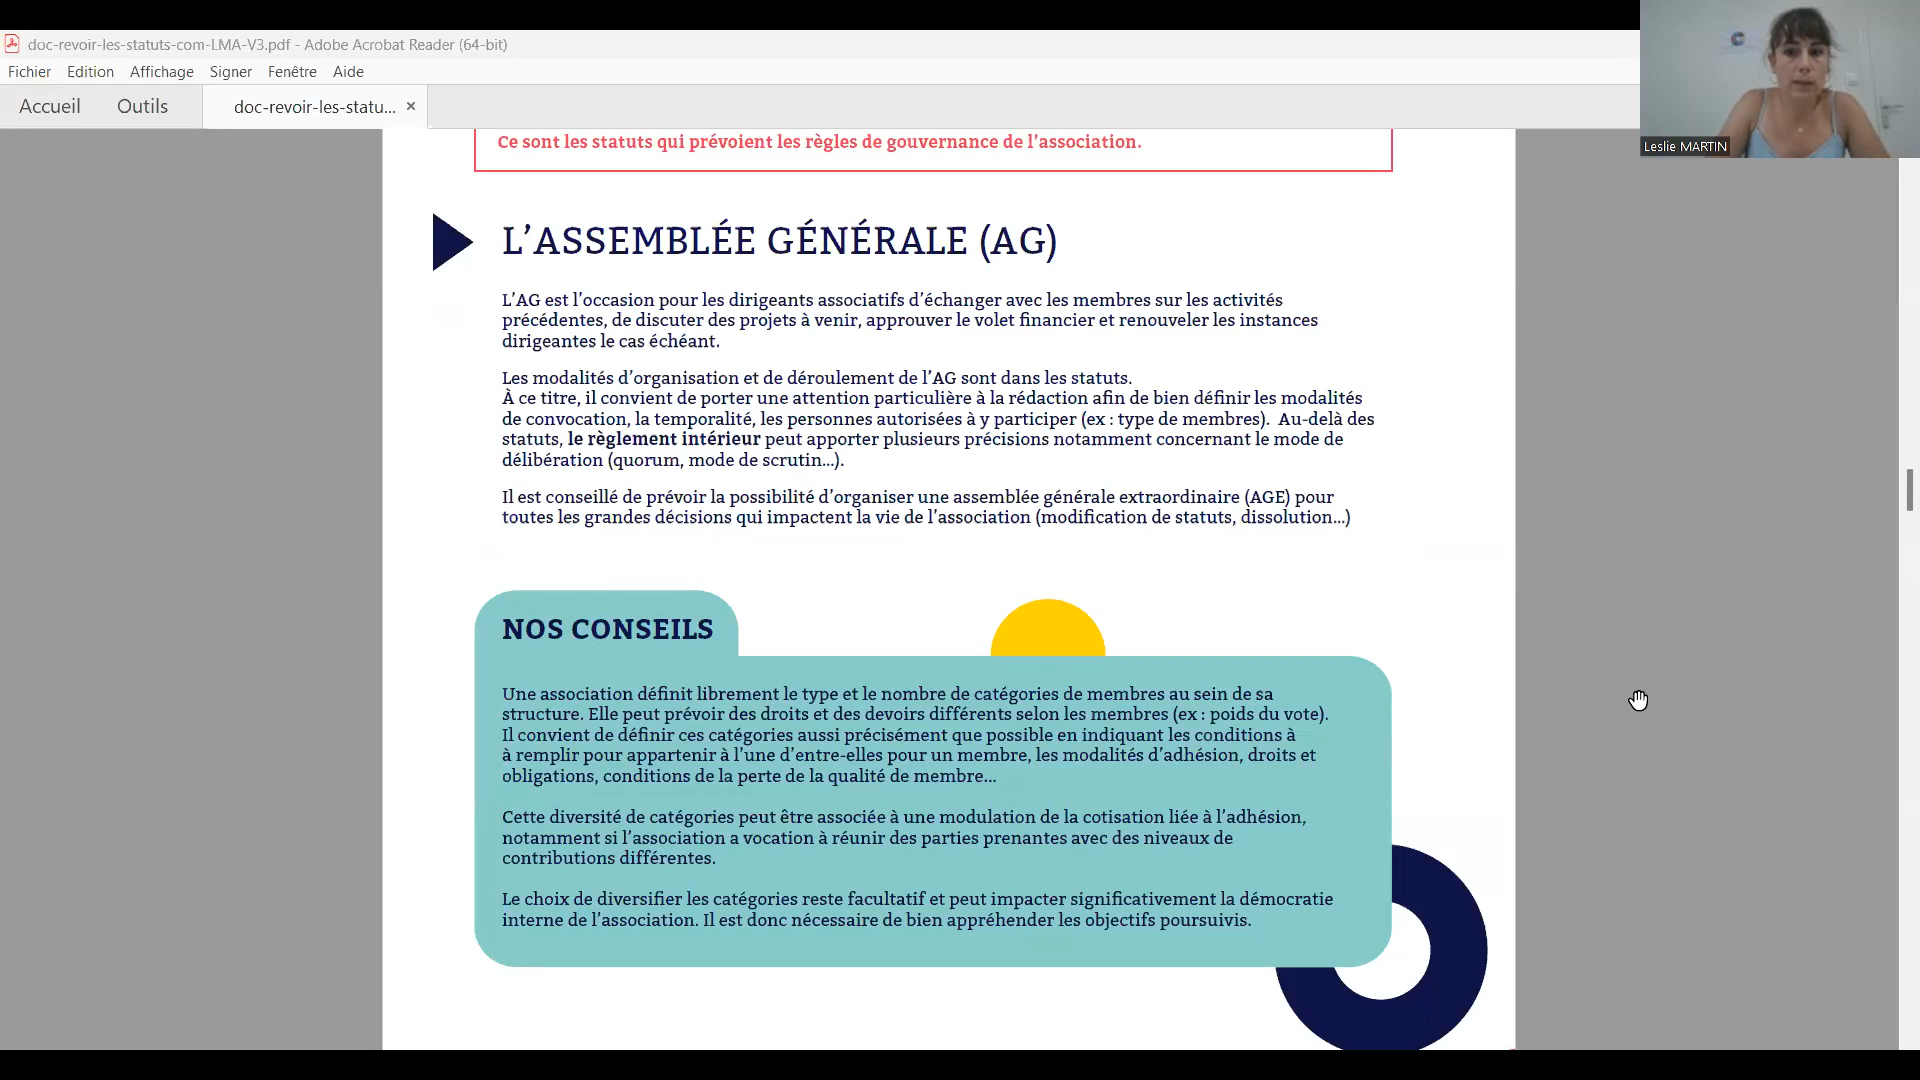 doc-revoir-les-statuts-com-LMA-V3.pdf - Adobe Acrobat Reader (64-bit)
Fichier Edition Affichage Signer Fenêtre Aide
Accueil Outils doc-revoir-les-statu... ×
Leslie MARTIN
Ce sont les statuts qui prévoient les règles de gouvernance de l’association.
L’ASSEMBLÉE GÉNÉRALE (AG)
L’AG est l’occasion pour les dirigeants associatifs d’échanger avec les membres sur les activités
précédentes, de discuter des projets à venir, approuver le volet financier et renouveler les instances
dirigeantes le cas échéant.
Les modalités d’organisation et de déroulement de l’AG sont dans les statuts.
À ce titre, il convient de porter une attention particulière à la rédaction afin de bien définir les modalités
de convocation, la temporalité, les personnes autorisées à y participer (ex : type de membres). Au-delà des
statuts, le règlement intérieur peut apporter plusieurs précisions notamment concernant le mode de
délibération (quorum, mode de scrutin...).
Il est conseillé de prévoir la possibilité d’organiser une assemblée générale extraordinaire (AGE) pour
toutes les grandes décisions qui impactent la vie de l’association (modification de statuts, dissolution...)
NOS CONSEILS
Une association définit librement le type et le nombre de catégories de membres au sein de sa
structure. Elle peut prévoir des droits et des devoirs différents selon les membres (ex : poids du vote).
Il convient de définir ces catégories aussi précisément que possible en indiquant les conditions à
à remplir pour appartenir à l’une d’entre-elles pour un membre, les modalités d’adhésion, droits et
obligations, conditions de la perte de la qualité de membre...
Cette diversité de catégories peut être associée à une modulation de la cotisation liée à l’adhésion,
notamment si l’association a vocation à réunir des parties prenantes avec des niveaux de
contributions différentes.
Le choix de diversifier les catégories reste facultatif et peut impacter significativement la démocratie
interne de l’association. Il est donc nécessaire de bien appréhender les objectifs poursuivis.